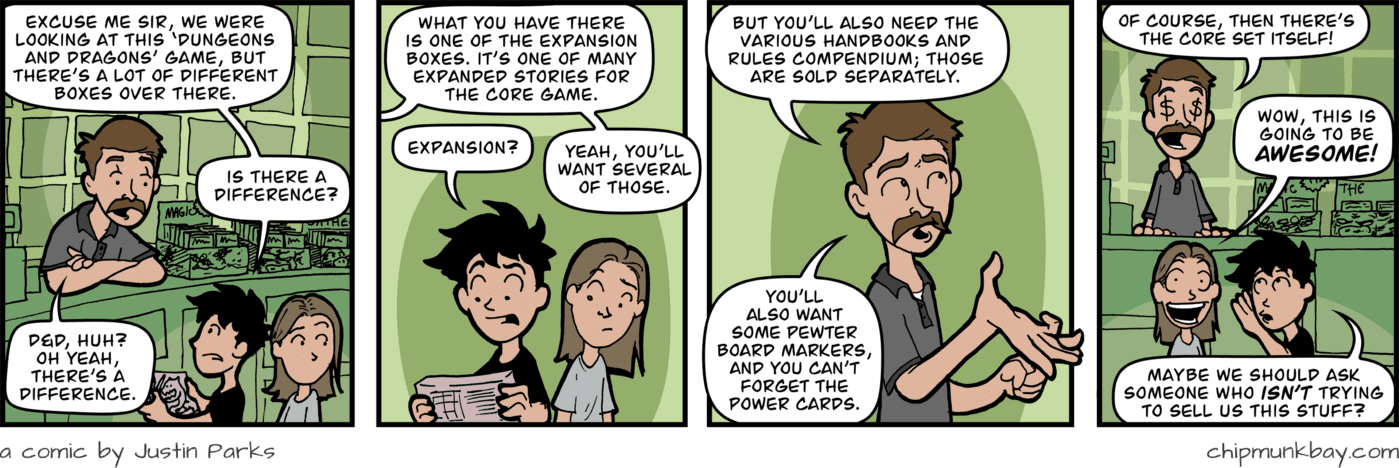 EXCUSE ME SIR, WE WERE
LOOKING AT THIS 'DUNGEONS
AND DRAGONS' GAME, BUT
THERE'S A LOT OF DIFFERENT
BOXES OVER THERE.
IS THERE A
DIFFERENCE?
MAGIC
D&D, HUH?
OH YEAH,
THERE'S A
DIFFERENCE.
WHAT YOU HAVE THERE
IS ONE OF THE EXPANSION
BOXES. IT'S ONE OF MANY
EXPANDED STORIES FOR
THE CORE GAME.
EXPANSION?
YEAH, YOU'LL
WANT SEVERAL
OF THOSE.
BUT YOU'LL ALSO NEED THE
VARIOUS HANDBOOKS AND
RULES COMPENDIUM; THOSE
ARE SOLD SEPARATELY.
YOU'LL
ALSO WANT
SOME PEWTER
BOARD MARKERS,
AND YOU CAN'T
FORGET THE
POWER CARDS.
OF COURSE, THEN THERE'S
THE CORE SET ITSELF!
$ $
WOW, THIS IS
GOING TO BE
AWESOME!
THE
MAYBE WE SHOULD ASK
SOMEONE WHO ISN'T TRYING
TO SELL US THIS STUFF?
a comic by Justin Parks
chipmunkbay.com